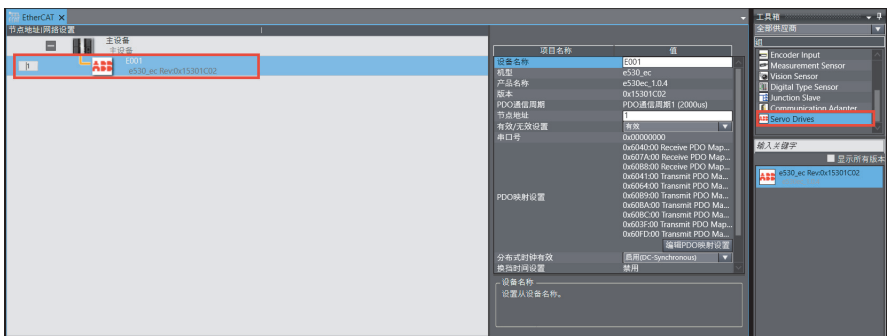 EtherCAT ×
节点地址|网络设置
主设备
主设备
1
ABB
E001
e530_ec Rev:0x15301C02
项目名称 值
设备名称 E001
机型 e530_ec
产品名称 e530ec_1.0.4
版本 0x15301C02
PDO通信周期 PDO通信周期1 (2000us)
节点地址 1
有效/无效设置 有效
串口号 0x00000000
PDO映射设置
0x6040:00 Receive PDO Map...
0x607A:00 Receive PDO Map...
0x60B8:00 Receive PDO Map...
0x6041:00 Transmit PDO Ma...
0x6064:00 Transmit PDO Ma...
0x60B9:00 Transmit PDO Ma...
0x60BA:00 Transmit PDO Ma...
0x60BC:00 Transmit PDO Ma...
0x603F:00 Transmit PDO Map...
0x60FD:00 Transmit PDO Ma...
编辑PDO映射设置
分布式时钟有效 启用(DC-Synchronous)
换挡时间设置 禁用
设备名称
设置从设备名称。
工具箱
全部供应商
组
Encoder Input
Measurement Sensor
Vision Sensor
Digital Type Sensor
Junction Slave
Communication Adapter
ABB Servo Drives
输入关键字
显示所有版本
ABB e530_ec Rev:0x15301C02